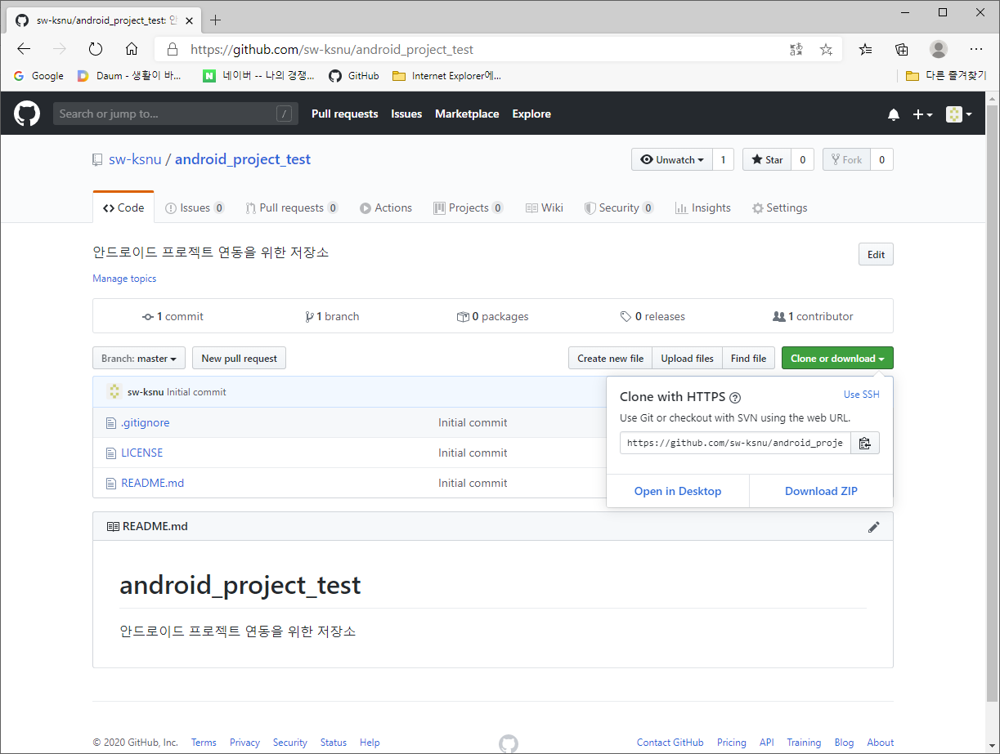 sw-ksnu/android_project_test: 안
https://github.com/sw-ksnu/android_project_test
Google Daum - 생활이 바... 네이버 -- 나의 경쟁... GitHub Internet Explorer에... 다른 즐겨찾기
Search or jump to... / Pull requests Issues Marketplace Explore
sw-ksnu / android_project_test Unwatch 1 Star 0 Fork 0
Code Issues 0 Pull requests 0 Actions Projects 0 Wiki Security 0 Insights Settings
안드로이드 프로젝트 연동을 위한 저장소 Edit
Manage topics
1 commit 1 branch 0 packages 0 releases 1 contributor
Branch: master New pull request Create new file Upload files Find file Clone or download
sw-ksnu Initial commit
.gitignore Initial commit
LICENSE Initial commit
README.md Initial commit
Clone with HTTPS ? Use SSH
Use Git or checkout with SVN using the web URL.
https://github.com/sw-ksnu/android_proje
Open in Desktop Download ZIP
README.md
android_project_test
안드로이드 프로젝트 연동을 위한 저장소
© 2020 GitHub, Inc. Terms Privacy Security Status Help Contact GitHub Pricing API Training Blog About